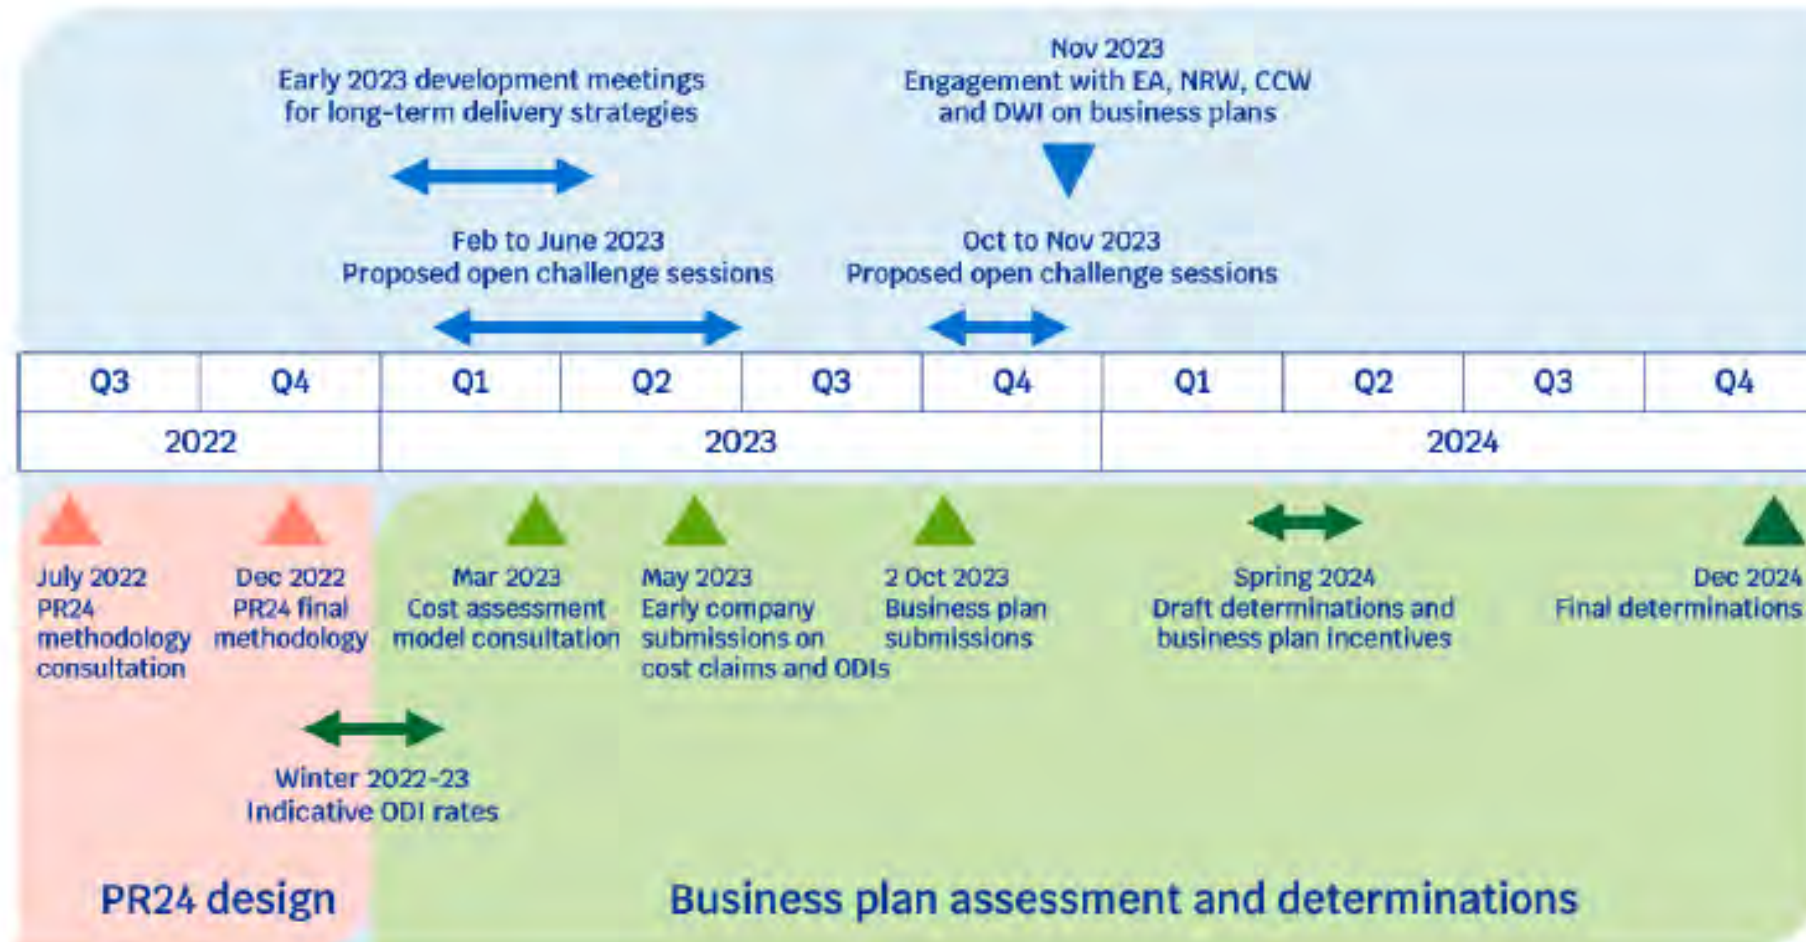 Early 2023 development meetings
for long-term delivery strategies
Nov 2023
Engagement with EA, NRW, CCW
and DWI on business plans
Feb to June 2023
Proposed open challenge sessions
Oct to Nov 2023
Proposed open challenge sessions
Q3 Q4 Q1 Q2 Q3 Q4 Q1 Q2 Q3 Q4
2022 2023 2024
July 2022
PR24
methodology
consultation
Dec 2022
PR24 final
methodology
Mar 2023
Cost assessment
model consultation
May 2023
Early company
submissions on
cost claims and ODIs
2 Oct 2023
Business plan
submissions
Spring 2024
Draft determinations and
business plan incentives
Dec 2024
Final determinations
Winter 2022-23
Indicative ODI rates
PR24 design
Business plan assessment and determinations